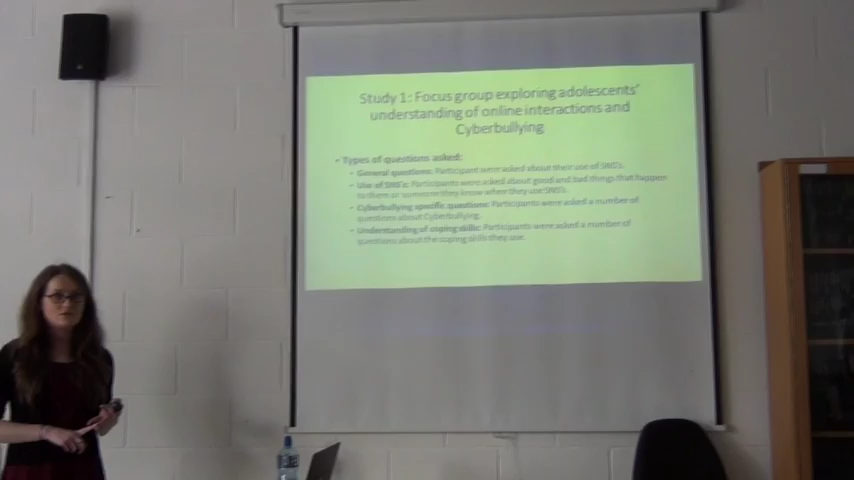 Study 1: Focus group exploring adolescents'
understanding of online interactions and
Cyberbullying
• Types of questions asked:
• General questions: Participant were asked about their use of SNS's.
• Use of SNS's: Participants were asked about good and bad things that happen
to them or someone they know when they use SNS's.
• Cyberbullying specific questions: Participants were asked a number of
questions about Cyberbullying.
• Understanding of coping skills: Participants were asked a number of
questions about the coping skills they use.